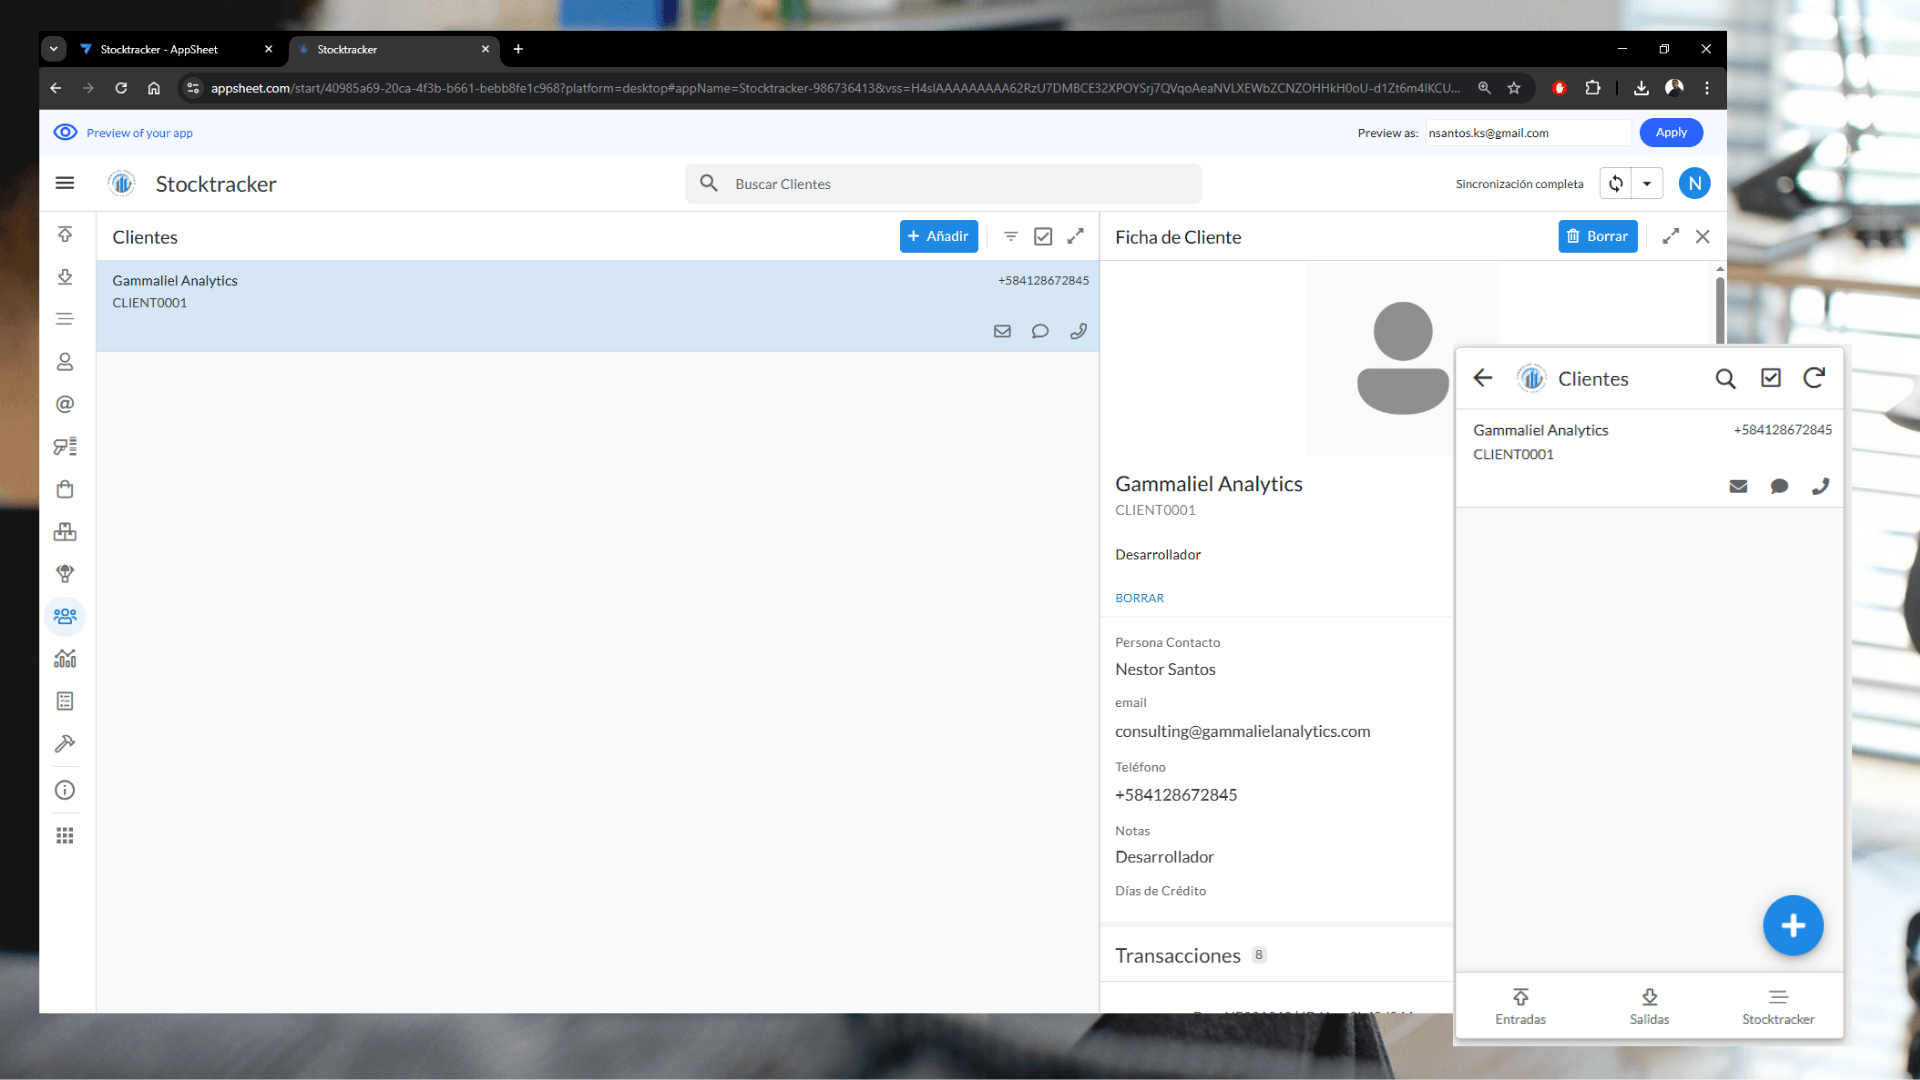 Stocktracker - AppSheet
Stocktracker
appsheet.com/start/40985a69-20ca-4f3b-b661-bebb8fe1c968?platform=desktop#appName=Stocktracker-986736413&vss=H4sIAAAAAAAAA62RzU7DMBCE32XPOYSrj7QVqoAeaNVLXEWbZCNZOHHkH0oU-d1Zt6m4lKCU...
Preview of your app
Preview as:
nsantos.ks@gmail.com
Apply
Stocktracker
Buscar Clientes
Sincronización completa
N
Clientes
+ Añadir
Gammaliel Analytics
+584128672845
CLIENT0001
Ficha de Cliente
Borrar
Gammaliel Analytics
CLIENT0001
Desarrollador
BORRAR
Persona Contacto
Nestor Santos
email
consulting@gammalielanalytics.com
Teléfono
+584128672845
Notas
Desarrollador
Días de Crédito
Transacciones 8
Clientes
Gammaliel Analytics
+584128672845
CLIENT0001
Entradas
Salidas
Stocktracker